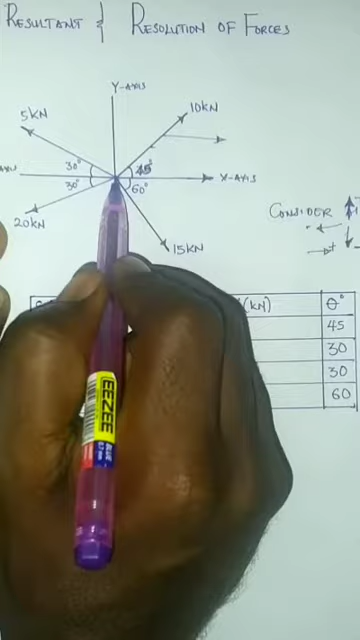 RESULTANT & RESOLUTION OF FORCES
Y-AXIS
5KN
10KN
30° 45°
X-AXIS
30° 60°
20KN
15KN
CONSIDER
- 
+
(KN) θ°
45
30
30
60
EEZEE
BLUE